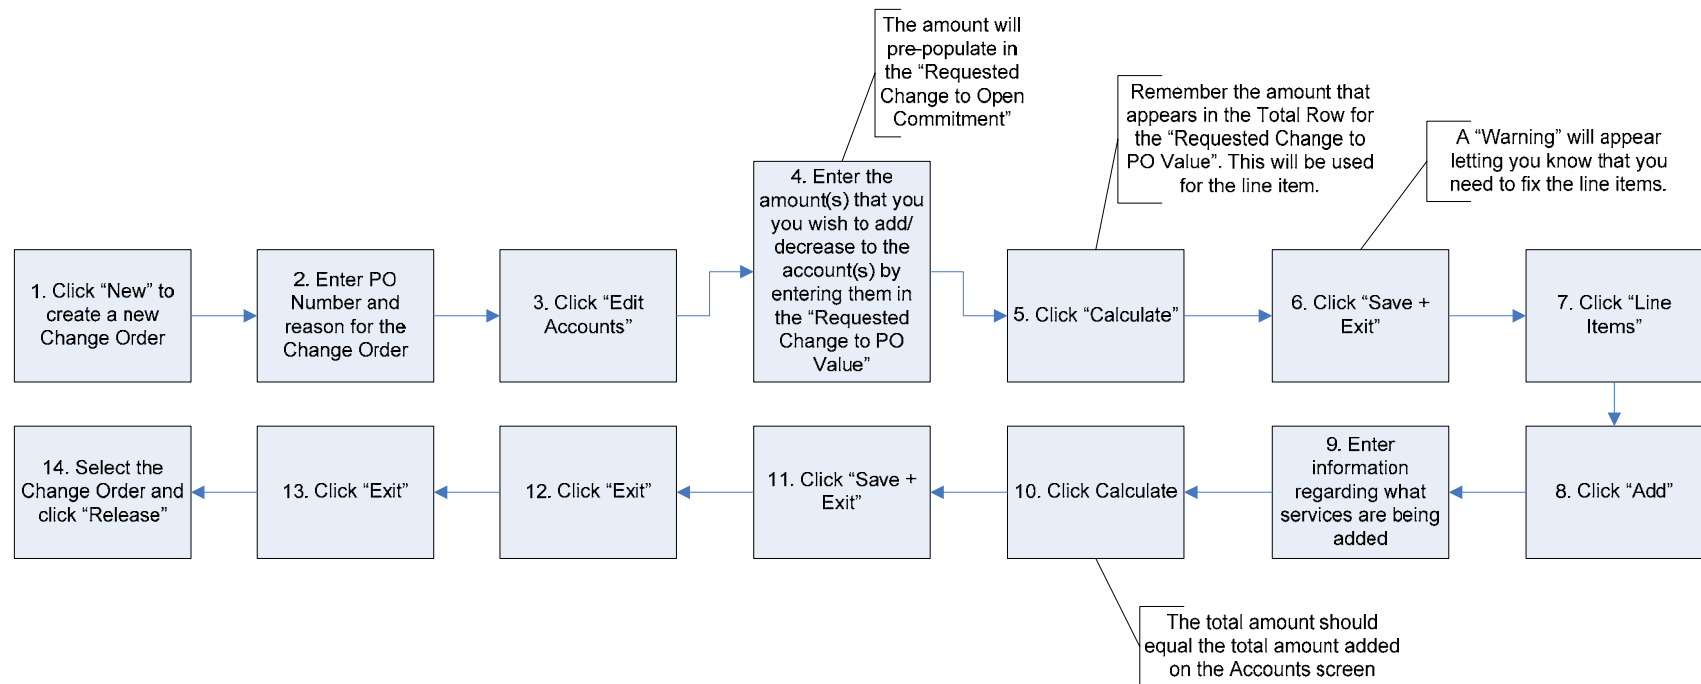 The amount will
pre-populate in
the “Requested
Change to Open
Commitment”
Remember the amount that
appears in the Total Row for
the “Requested Change to
PO Value”. This will be used
for the line item.
A “Warning” will appear
letting you know that you
need to fix the line items.
1. Click “New” to
create a new
Change Order
2. Enter PO
Number and
reason for the
Change Order
3. Click “Edit
Accounts”
4. Enter the
amount(s) that you
you wish to add/
decrease to the
account(s) by
entering them in
the “Requested
Change to PO
Value”
5. Click “Calculate”
6. Click “Save +
Exit”
7. Click “Line
Items”
8. Click “Add”
9. Enter
information
regarding what
services are being
added
10. Click Calculate
11. Click “Save +
Exit”
12. Click “Exit”
13. Click “Exit”
14. Select the
Change Order and
click “Release”
The total amount should
equal the total amount added
on the Accounts screen